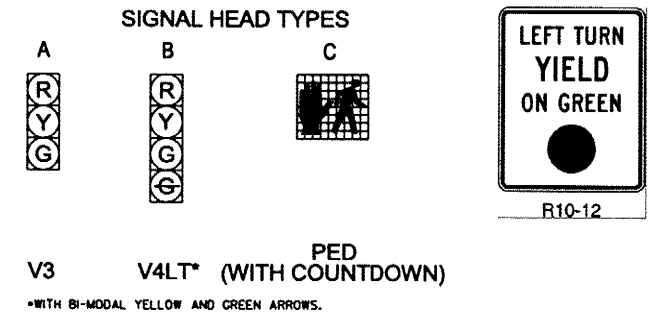 SIGNAL HEAD TYPES
A B C
R R
Y Y
G G
G
V3 V4LT* PED
(WITH COUNTDOWN)
*WITH BI-MODAL YELLOW AND GREEN ARROWS.
LEFT TURN
YIELD
ON GREEN
R10-12